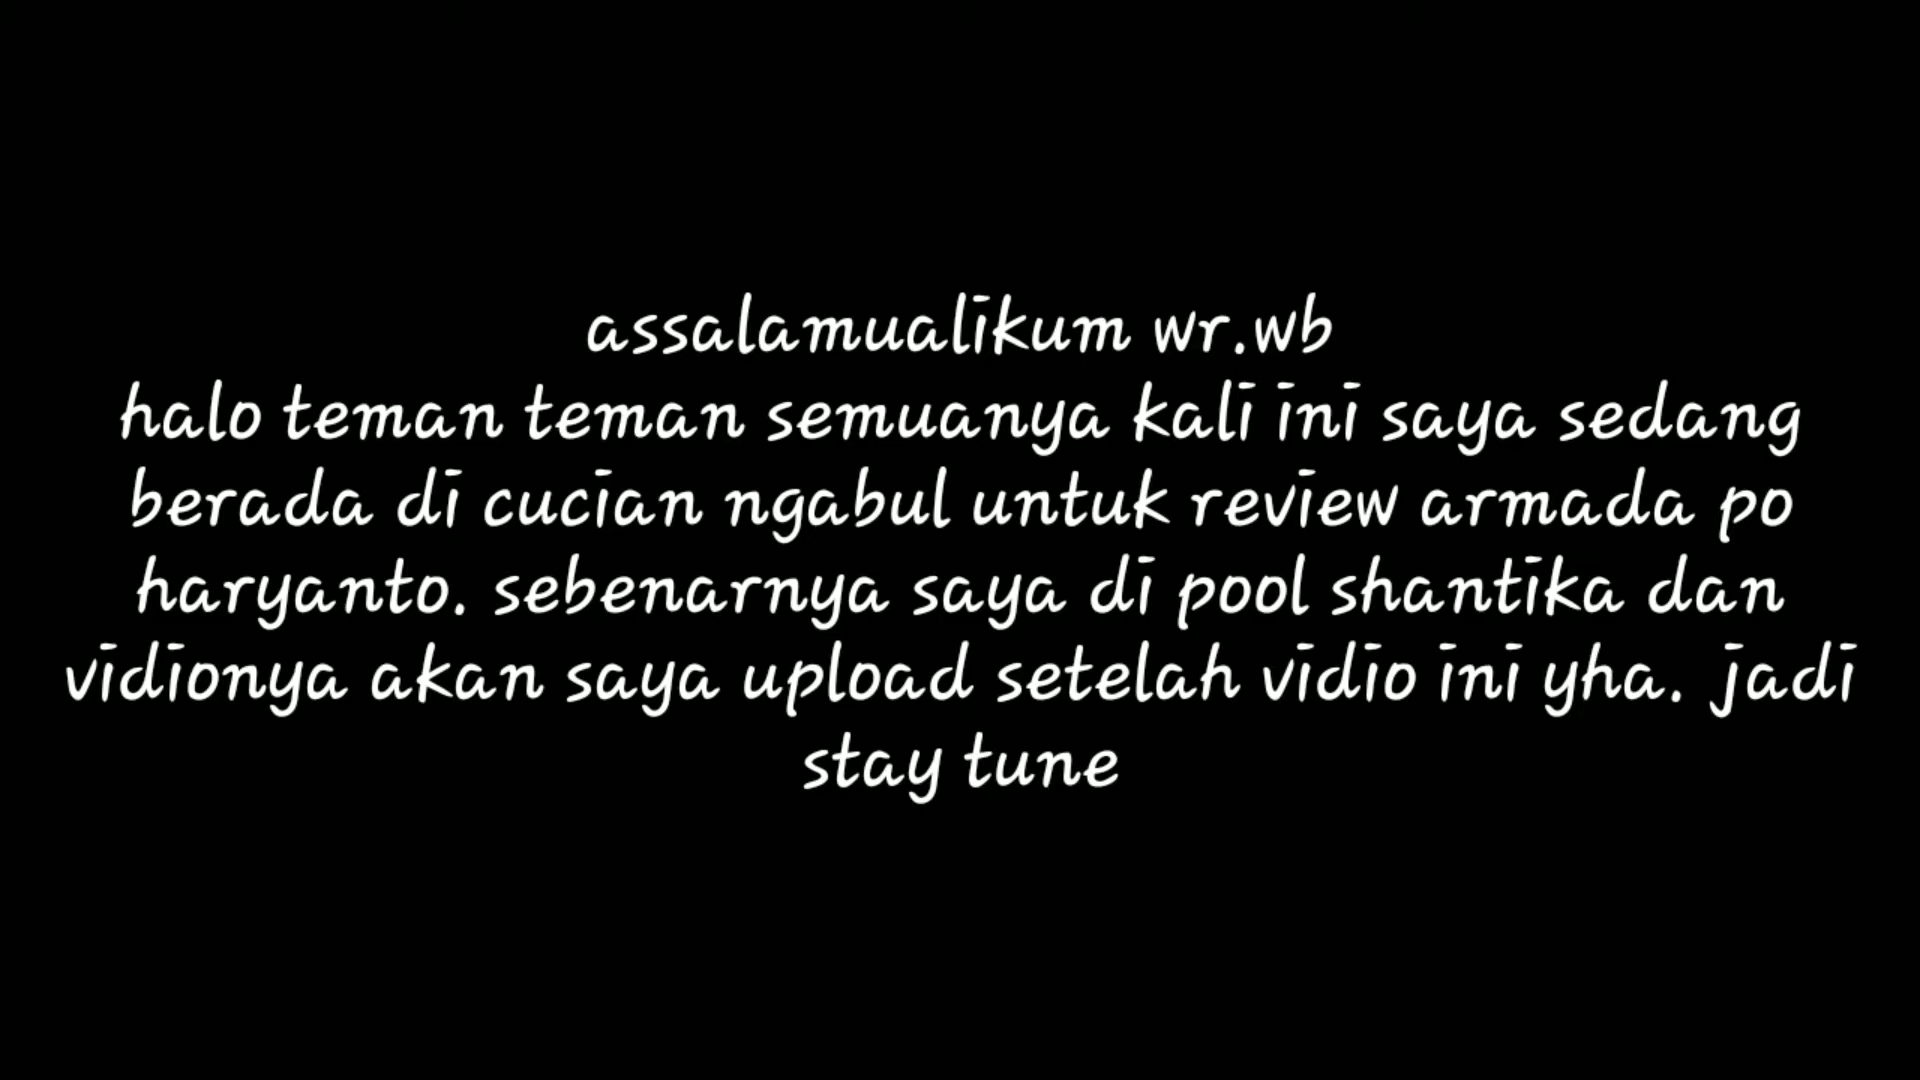 assalamualikum wr.wb
halo teman teman semuanya kali ini saya sedang
berada di cucian ngabul untuk review armada po
haryanto. sebenarnya saya di pool shantika dan
vidionya akan saya upload setelah vidio ini yha. jadi
stay tune